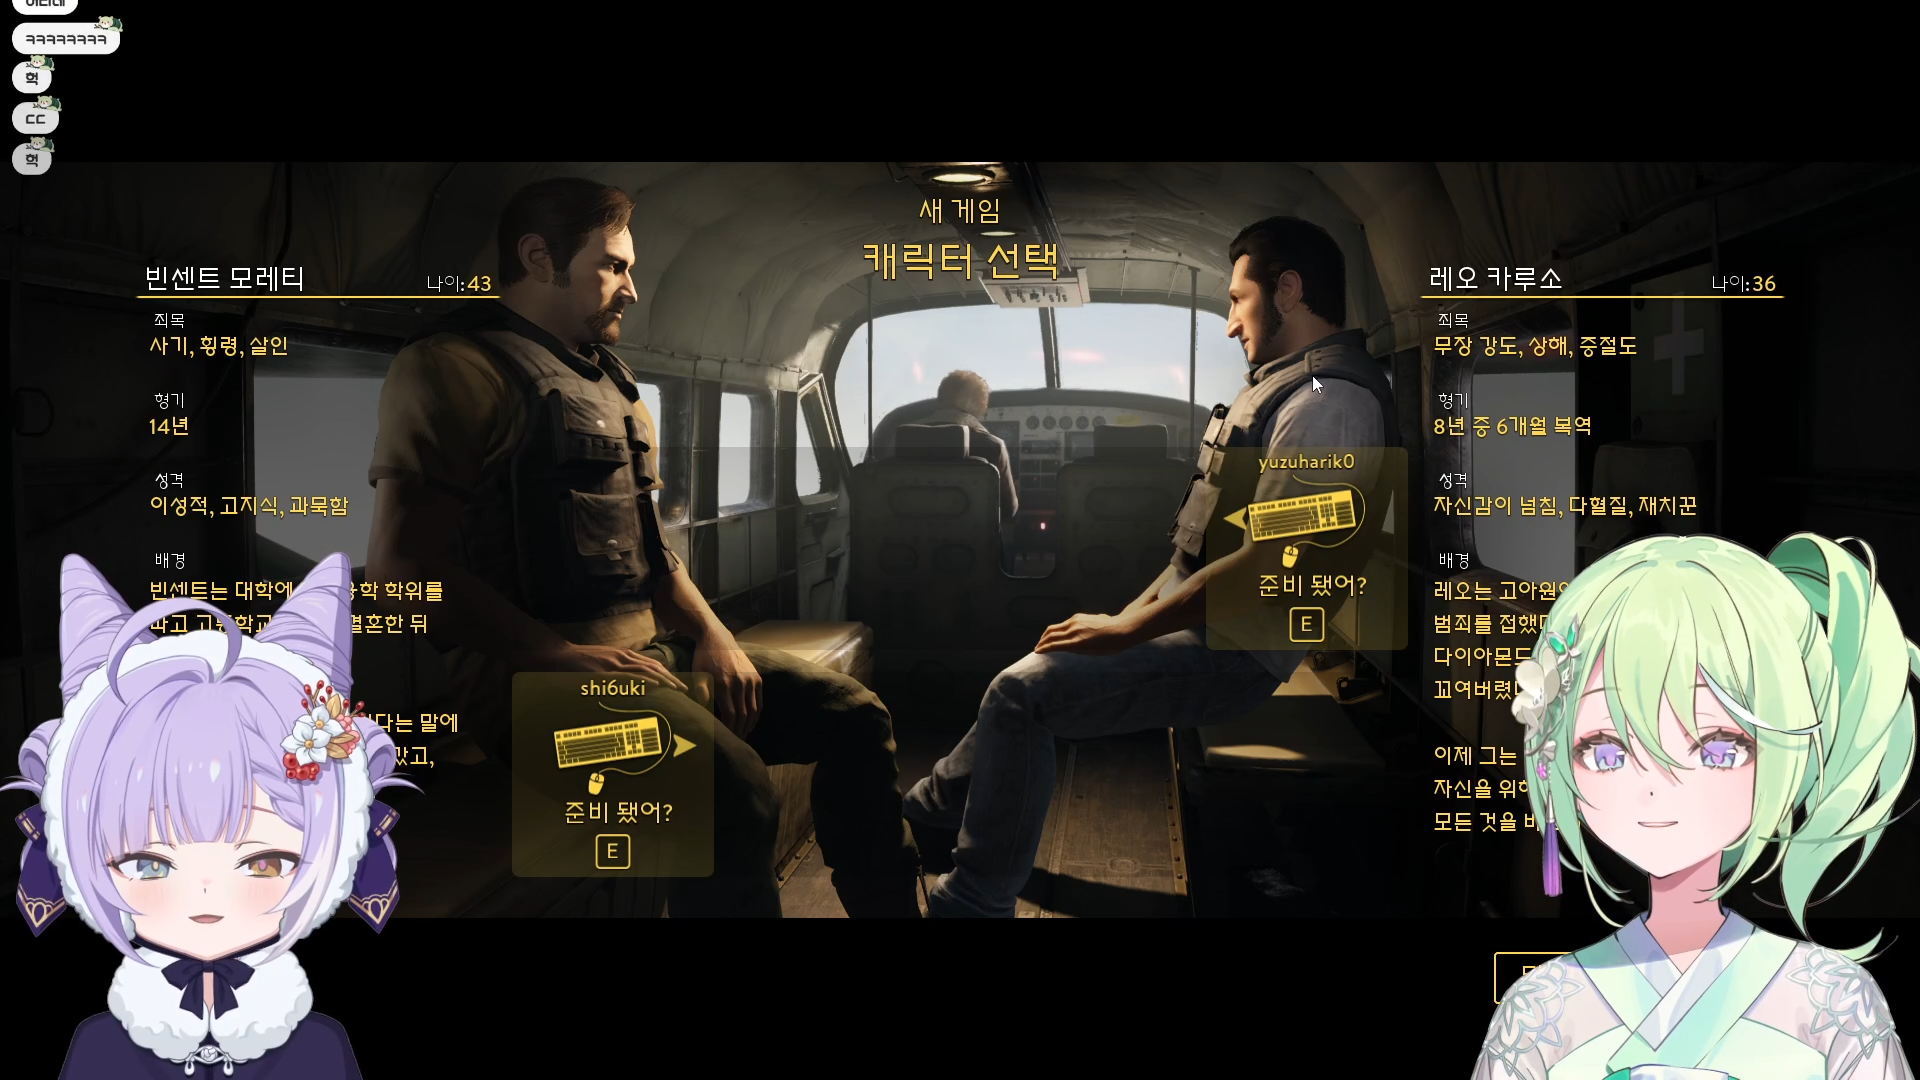 ㅋㅋㅋㅋㅋㅋㅋㅋ
헉
ㄷㄷ
헉
새 게임
캐릭터 선택
빈센트 모레티
나이:43
죄목
사기, 횡령, 살인
형기
14년
성격
이성적, 고지식, 과묵함
배경
빈센트는 대학에 학위를
따고 고등학교 결혼한 뒤
다는 말에
갔고,
shi6uki
준비 됐어?
E
레오 카루소
나이:36
죄목
무장 강도, 상해, 중절도
형기
8년 중 6개월 복역
성격
자신감이 넘침, 다혈질, 재치꾼
배경
레오는 고아원
범죄를 접했
다이아몬드
꼬여버렸
이제 그는
자신을 위
모든 것을
yuzuharik0
준비 됐어?
E